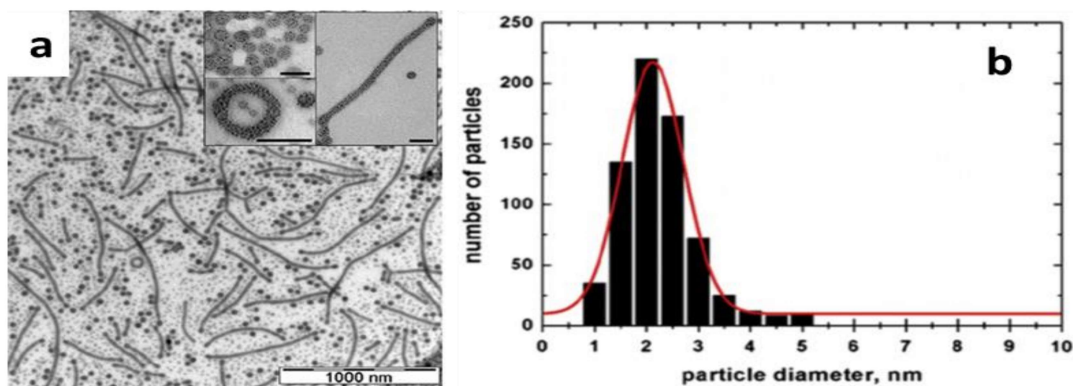 a
1000 nm
b
number of particles
250
200
150
100
50
0
0 1 2 3 4 5 6 7 8 9 10
particle diameter, nm